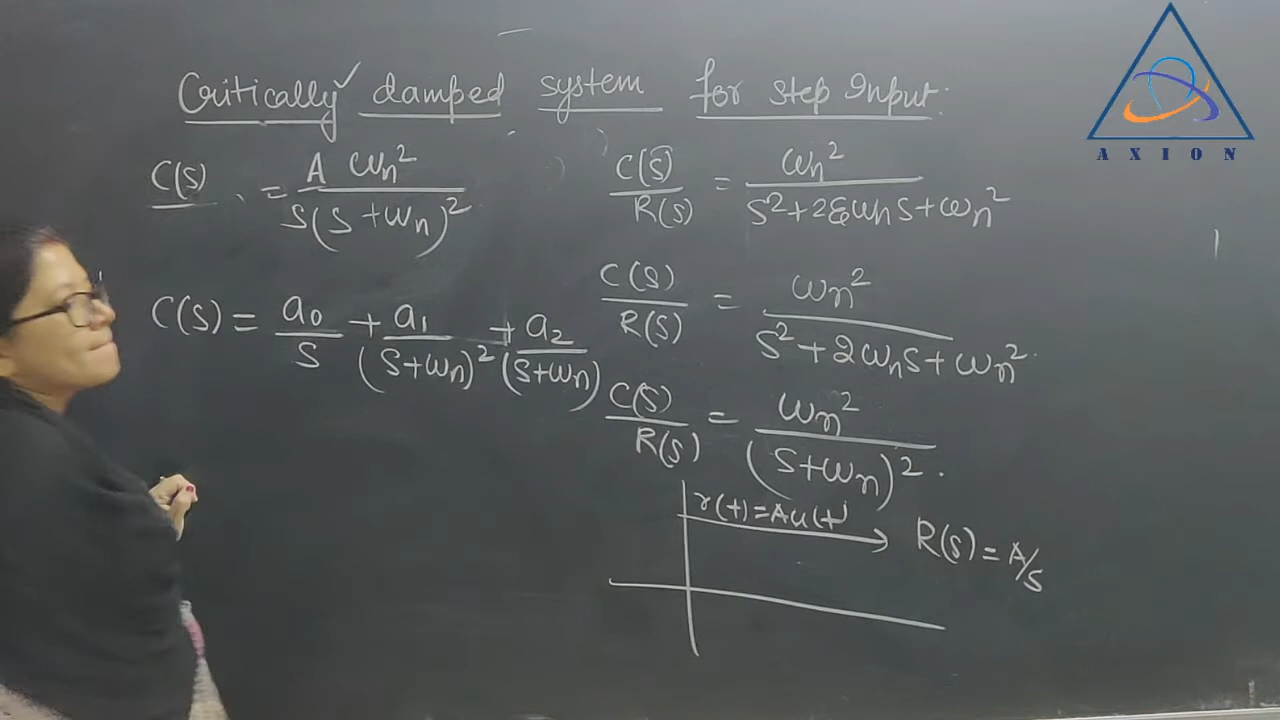 Critically damped system for step Input.
C(S) = A ωn² / S(S+ωn)²
C(S) = a0/S + a1/(S+ωn)² + a2/(S+ωn)
C(S)/R(S) = ωn² / S²+2ξωnS+ωn²
C(S)/R(S) = ωn² / S²+2ωnS+ωn².
C(S)/R(S) = ωn² / (S+ωn)².
r(t)=Au(t) R(S)=A/S
AXION